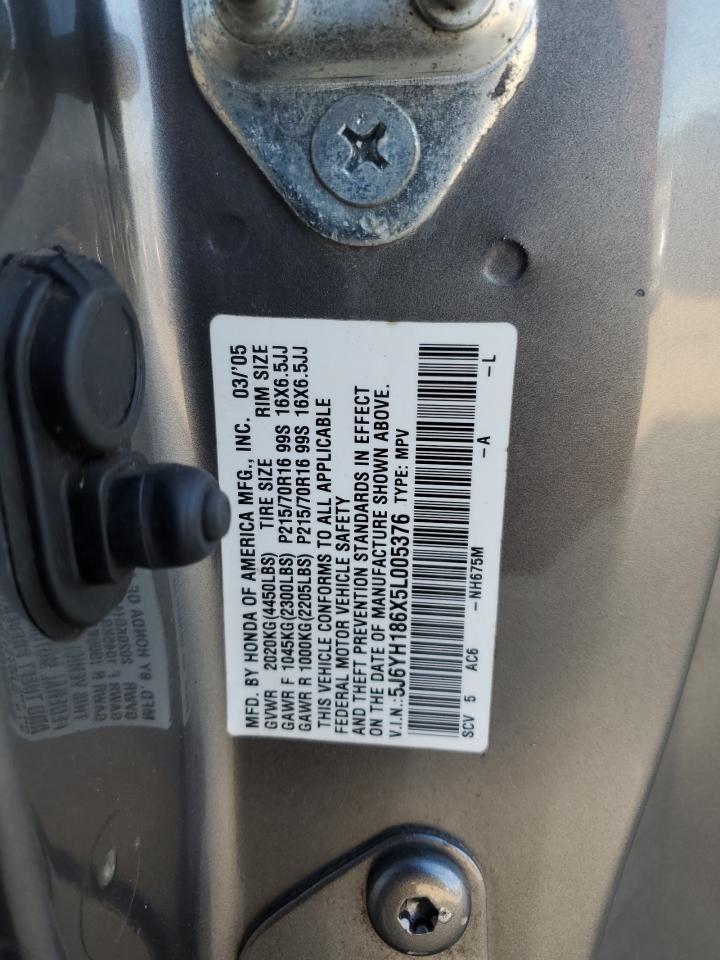 MFD. BY HONDA OF AMERICA MFG., INC. 03/'05
GVWR 2020KG(4450LBS) TIRE SIZE RIM SIZE
GAWR F 1045KG(2300LBS) P215/70R16 99S 16X6.5JJ
GAWR R 1000KG(2205LBS) P215/70R16 99S 16X6.5JJ
THIS VEHICLE CONFORMS TO ALL APPLICABLE
FEDERAL MOTOR VEHICLE SAFETY
AND THEFT PREVENTION STANDARDS IN EFFECT
ON THE DATE OF MANUFACTURE SHOWN ABOVE.
V.I.N.:5J6YH186X5L005376 TYPE: MPV
SCV 5 AC6 -NH675M -A -L